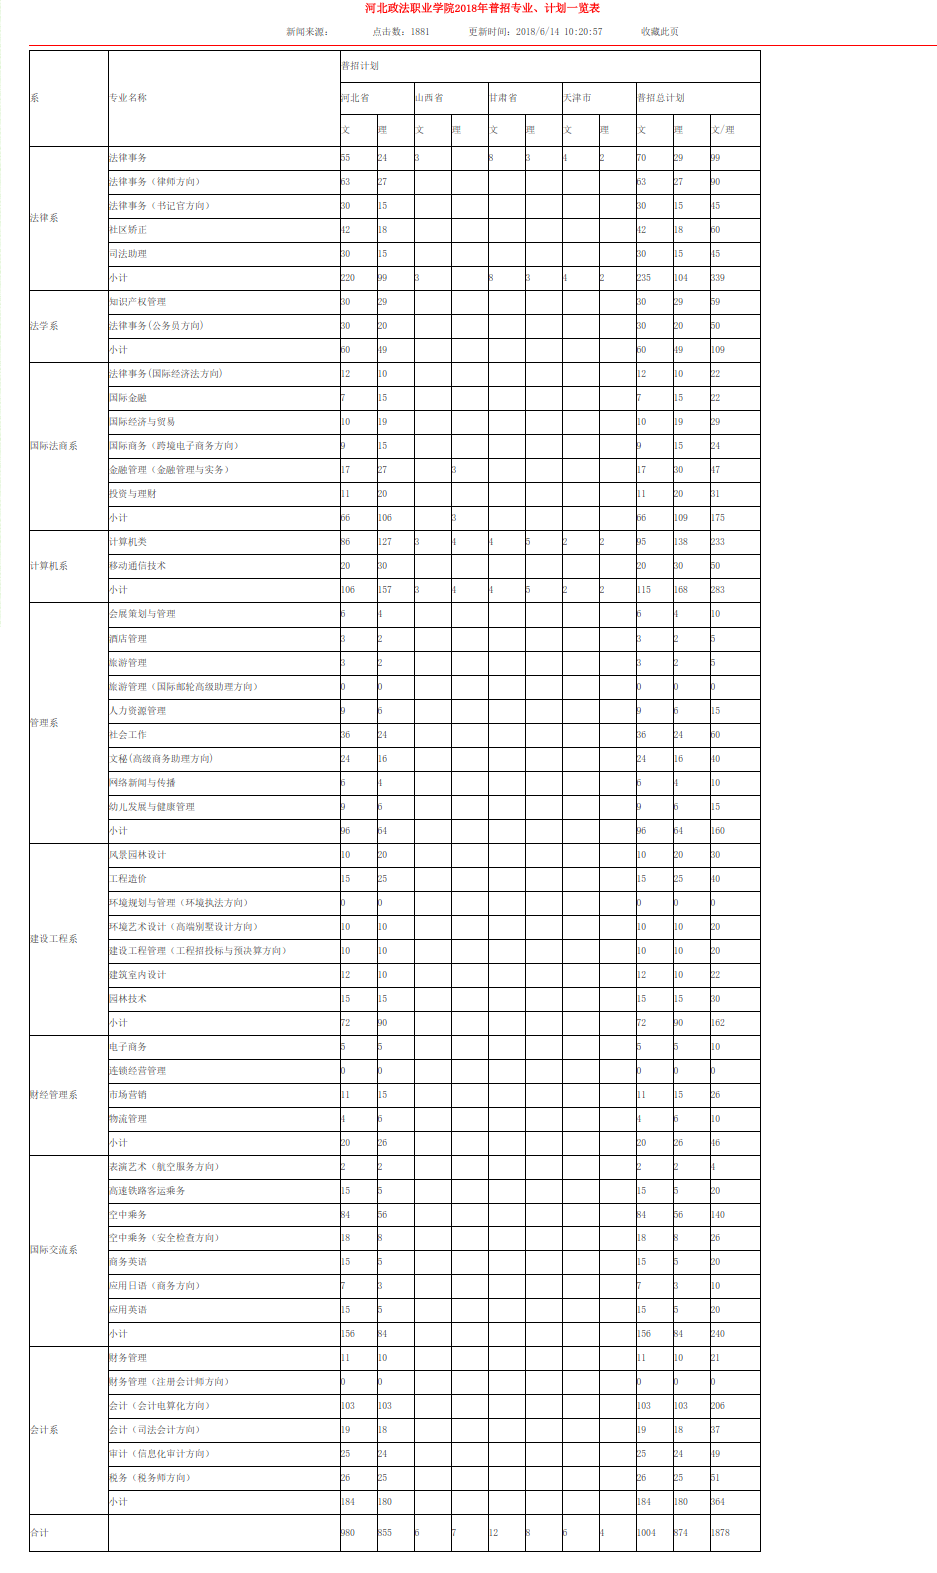 河北政法职业学院2018年普招专业、计划一览表
新闻来源: 点击数: 1881 更新时间: 2018/6/14 10:20:57 收藏此页
系 专业名称 普招计划
河北省 山西省 甘肃省 天津市 普招总计划
文 理 文 理 文 理 文 理 文 理 文/理
法律系
法律事务 55 24 3 8 3 4 2 70 29 99
法律事务（律师方向） 63 27 63 27 90
法律事务（书记官方向） 30 15 30 15 45
社区矫正 42 18 42 18 60
司法助理 30 15 30 15 45
小计 220 99 3 8 3 4 2 235 104 339
法学系
知识产权管理 30 29 30 29 59
法律事务(公务员方向) 30 20 30 20 50
小计 60 49 60 49 109
国际法商系
法律事务(国际经济法方向) 12 10 12 10 22
国际金融 7 15 7 15 22
国际经济与贸易 10 19 10 19 29
国际商务（跨境电子商务方向） 9 15 9 15 24
金融管理（金融管理与实务） 17 27 3 17 30 47
投资与理财 11 20 11 20 31
小计 66 106 3 66 109 175
计算机系
计算机类 86 127 3 4 4 5 2 2 95 138 233
移动通信技术 20 30 20 30 50
小计 106 157 3 4 4 5 2 2 115 168 283
管理系
会展策划与管理 6 4 6 4 10
酒店管理 3 2 3 2 5
旅游管理 3 2 3 2 5
旅游管理（国际邮轮高级助理方向） 0 0 0 0 0
人力资源管理 9 6 9 6 15
社会工作 36 24 36 24 60
文秘(高级商务助理方向) 24 16 24 16 40
网络新闻与传播 6 4 6 4 10
幼儿发展与健康管理 9 6 9 6 15
小计 96 64 96 64 160
建设工程系
风景园林设计 10 20 10 20 30
工程造价 15 25 15 25 40
环境规划与管理（环境执法方向） 0 0 0 0 0
环境艺术设计（高端别墅设计方向） 10 10 10 10 20
建设工程管理（工程招投标与预决算方向） 10 10 10 10 20
建筑室内设计 12 10 12 10 22
园林技术 15 15 15 15 30
小计 72 90 72 90 162
财经管理系
电子商务 5 5 5 5 10
连锁经营管理 0 0 0 0 0
市场营销 11 15 11 15 26
物流管理 4 6 4 6 10
小计 20 26 20 26 46
国际交流系
表演艺术（航空服务方向） 2 2 2 2 4
高速铁路客运乘务 15 5 15 5 20
空中乘务 84 56 84 56 140
空中乘务（安全检查方向） 18 8 18 8 26
商务英语 15 5 15 5 20
应用日语（商务方向） 7 3 7 3 10
应用英语 15 5 15 5 20
小计 156 84 156 84 240
会计系
财务管理 11 10 11 10 21
财务管理（注册会计师方向） 0 0 0 0 0
会计（会计电算化方向） 103 103 103 103 206
会计（司法会计方向） 19 18 19 18 37
审计（信息化审计方向） 25 24 25 24 49
税务（税务师方向） 26 25 26 25 51
小计 184 180 184 180 364
合计 980 855 6 7 12 8 6 4 1004 874 1878